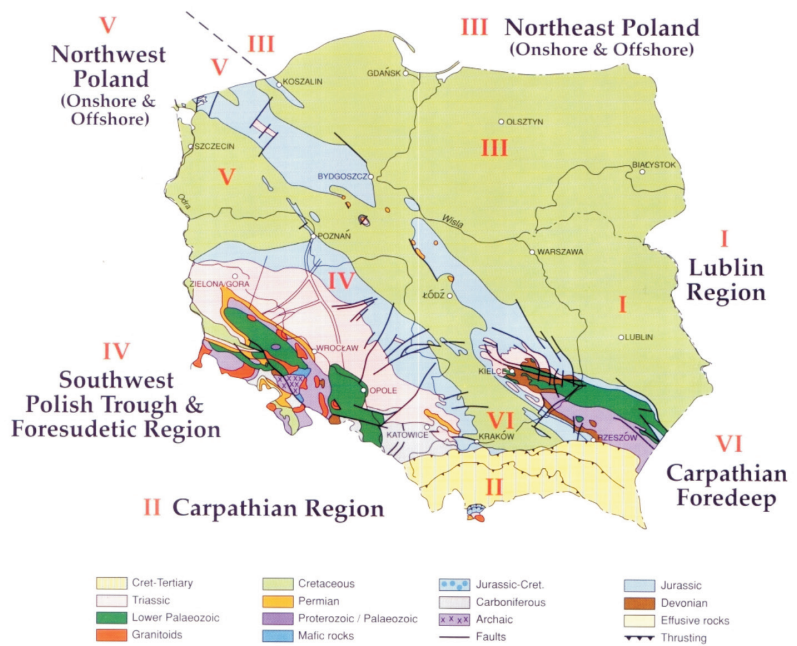 V
Northwest
Poland
(Onshore &
Offshore)
III
V
III Northeast Poland
(Onshore & Offshore)
KOSZALIN
GDAŃSK
OLSZTYN
SZCZECIN
III
BIAŁYSTOK
V
BYDGOSZCZ
Odra
Wisla
POZNAŃ
WARSZAWA
I
Lublin
Region
IV
ZIELONA GORA
ŁÓDŹ
I
LUBLIN
IV
Southwest
Polish Trough &
Foresudetic Region
WROCŁAW
KIELCE
OPOLE
VI
KATOWICE
KRAKÓW
RZESZÓW
VI
Carpathian
Foredeep
II
II Carpathian Region
Cret-Tertiary
Triassic
Lower Palaeozoic
Granitoids
Cretaceous
Permian
Proterozoic / Palaeozoic
Mafic rocks
Jurassic-Cret.
Carboniferous
Archaic
Faults
Jurassic
Devonian
Effusive rocks
Thrusting